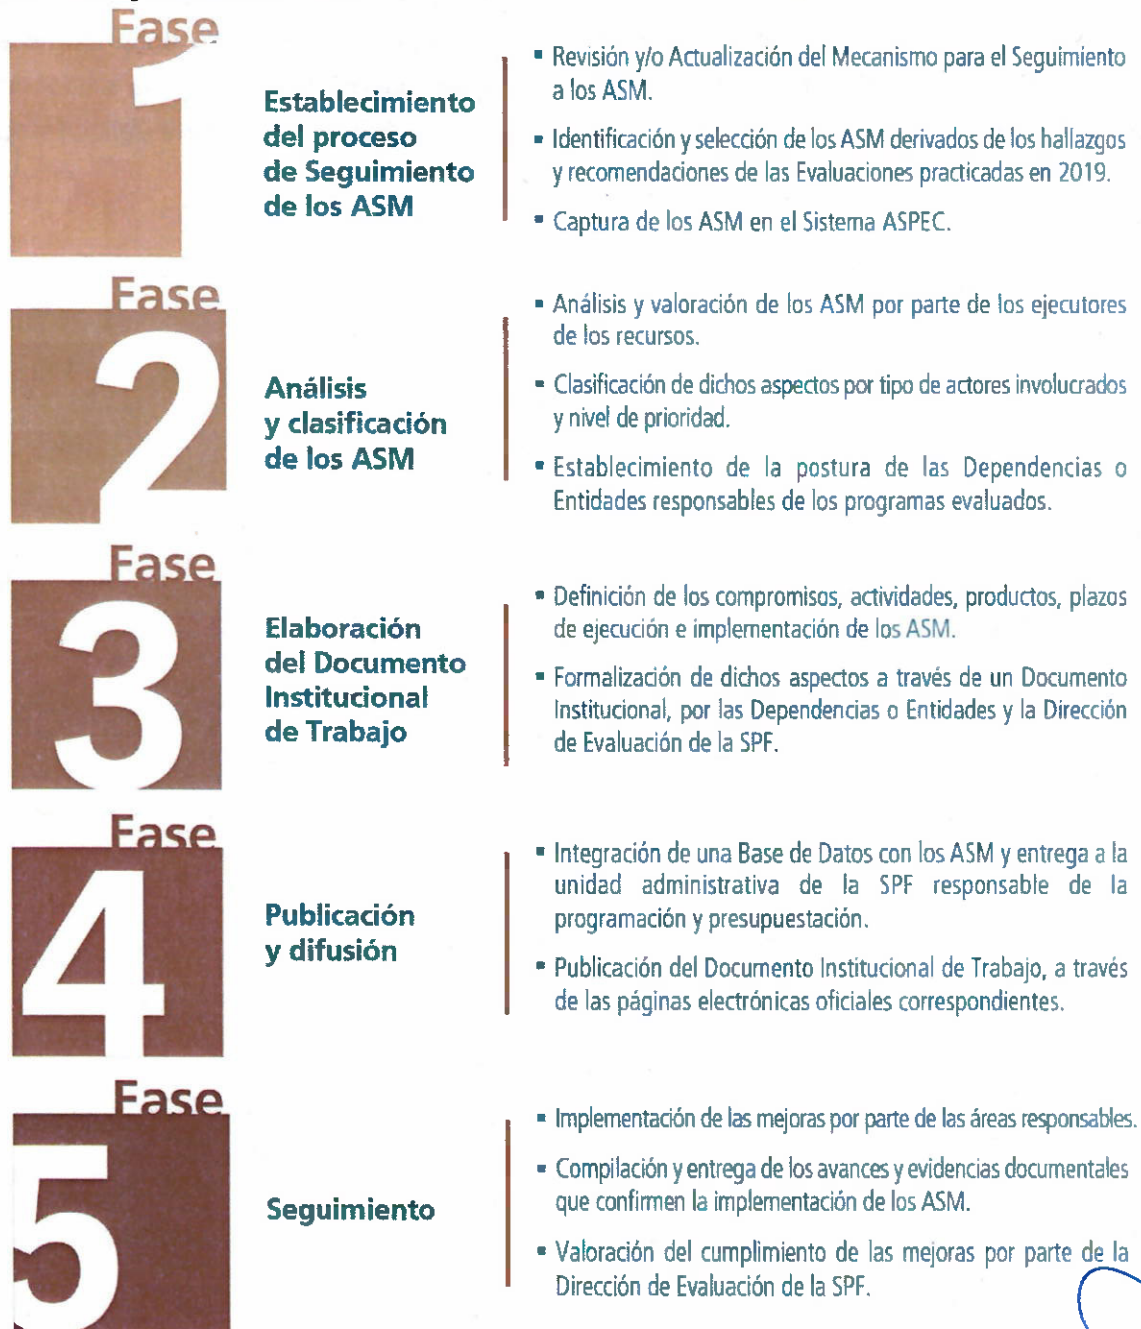 Fase
1
Establecimiento
del proceso
de Seguimiento
de los ASM
▪ Revisión y/o Actualización del Mecanismo para el Seguimiento
a los ASM.
▪ Identificación y selección de los ASM derivados de los hallazgos
y recomendaciones de las Evaluaciones practicadas en 2019.
▪ Captura de los ASM en el Sistema ASPEC.
Fase
2
Análisis
y clasificación
de los ASM
▪ Análisis y valoración de los ASM por parte de los ejecutores
de los recursos.
▪ Clasificación de dichos aspectos por tipo de actores involucrados
y nivel de prioridad.
▪ Establecimiento de la postura de las Dependencias o
Entidades responsables de los programas evaluados.
Fase
3
Elaboración
del Documento
Institucional
de Trabajo
▪ Definición de los compromisos, actividades, productos, plazos
de ejecución e implementación de los ASM.
▪ Formalización de dichos aspectos a través de un Documento
Institucional, por las Dependencias o Entidades y la Dirección
de Evaluación de la SPF.
Fase
4
Publicación
y difusión
▪ Integración de una Base de Datos con los ASM y entrega a la
unidad administrativa de la SPF responsable de la
programación y presupuestación.
▪ Publicación del Documento Institucional de Trabajo, a través
de las páginas electrónicas oficiales correspondientes.
Fase
5
Seguimiento
▪ Implementación de las mejoras por parte de las áreas responsables.
▪ Compilación y entrega de los avances y evidencias documentales
que confirmen la implementación de los ASM.
▪ Valoración del cumplimiento de las mejoras por parte de la
Dirección de Evaluación de la SPF.